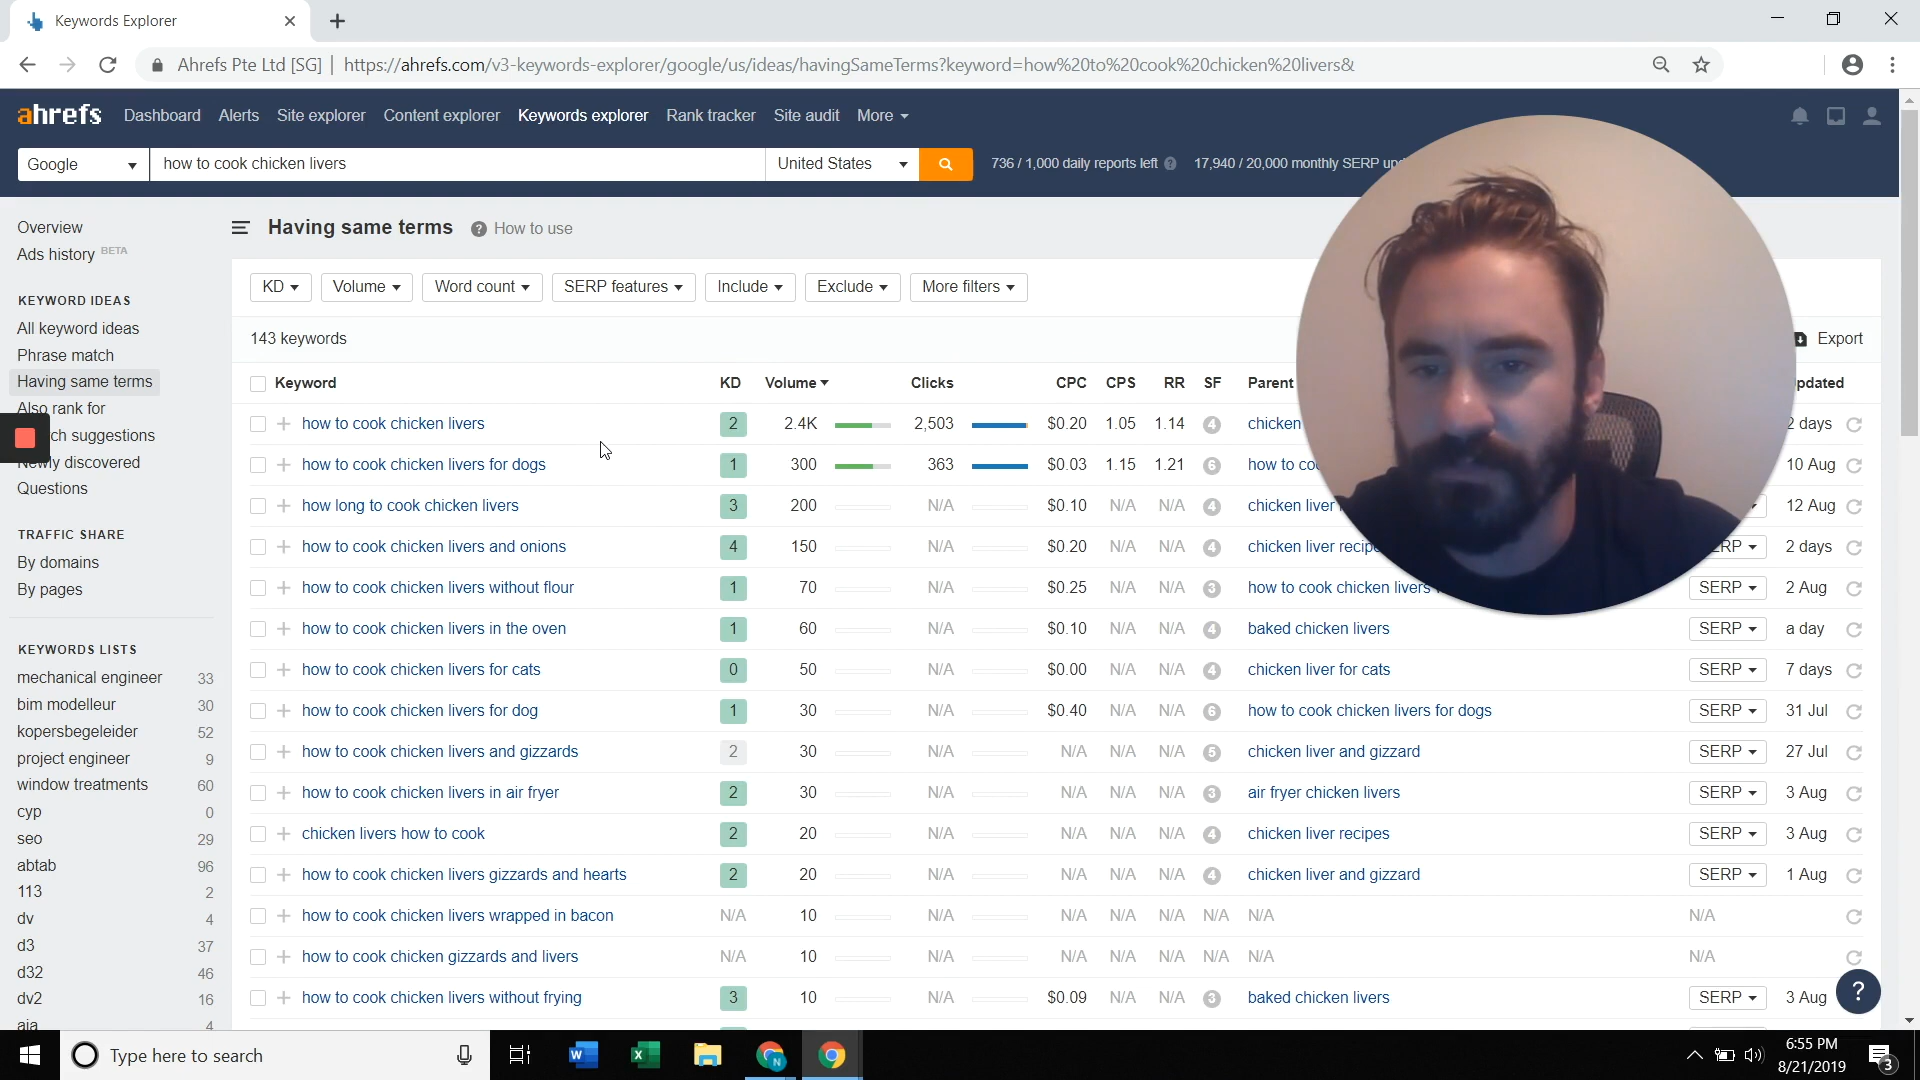 Keywords Explorer
Ahrefs Pte Ltd [SG] | https://ahrefs.com/v3-keywords-explorer/google/us/ideas/havingSameTerms?keyword=how%20to%20cook%20chicken%20livers&
ahrefs Dashboard Alerts Site explorer Content explorer Keywords explorer Rank tracker Site audit More
Google how to cook chicken livers United States 736 / 1,000 daily reports left ? 17,940 / 20,000 monthly SERP
Overview
Ads history BETA
KEYWORD IDEAS
All keyword ideas
Phrase match
Having same terms
Also rank for
ch suggestions
Newly discovered
Questions
TRAFFIC SHARE
By domains
By pages
KEYWORDS LISTS
mechanical engineer 33
bim modelleur 30
kopersbegeleider 52
project engineer 9
window treatments 60
cyp 0
seo 29
abtab 96
113 2
dv 4
d3 37
d32 46
dv2 16
aia 4
Having same terms ? How to use
KD Volume Word count SERP features Include Exclude More filters
143 keywords Export
Keyword KD Volume Clicks CPC CPS RR SF Parent pdated
how to cook chicken livers 2 2.4K 2,503 $0.20 1.05 1.14 4 chicken 2 days
how to cook chicken livers for dogs 1 300 363 $0.03 1.15 1.21 6 how to co 10 Aug
how long to cook chicken livers 3 200 N/A $0.10 N/A N/A 4 chicken liver 12 Aug
how to cook chicken livers and onions 4 150 N/A $0.20 N/A N/A 4 chicken liver recipe ERP 2 days
how to cook chicken livers without flour 1 70 N/A $0.25 N/A N/A 3 how to cook chicken livers SERP 2 Aug
how to cook chicken livers in the oven 1 60 N/A $0.10 N/A N/A 4 baked chicken livers SERP a day
how to cook chicken livers for cats 0 50 N/A $0.00 N/A N/A 4 chicken liver for cats SERP 7 days
how to cook chicken livers for dog 1 30 N/A $0.40 N/A N/A 6 how to cook chicken livers for dogs SERP 31 Jul
how to cook chicken livers and gizzards 2 30 N/A N/A N/A N/A 5 chicken liver and gizzard SERP 27 Jul
how to cook chicken livers in air fryer 2 30 N/A N/A N/A N/A 3 air fryer chicken livers SERP 3 Aug
chicken livers how to cook 2 20 N/A N/A N/A N/A 4 chicken liver recipes SERP 3 Aug
how to cook chicken livers gizzards and hearts 2 20 N/A N/A N/A N/A 4 chicken liver and gizzard SERP 1 Aug
how to cook chicken livers wrapped in bacon N/A 10 N/A N/A N/A N/A N/A N/A N/A
how to cook chicken gizzards and livers N/A 10 N/A N/A N/A N/A N/A N/A N/A
how to cook chicken livers without frying 3 10 N/A $0.09 N/A N/A 3 baked chicken livers SERP 3 Aug
?
Type here to search
6:55 PM
8/21/2019
3